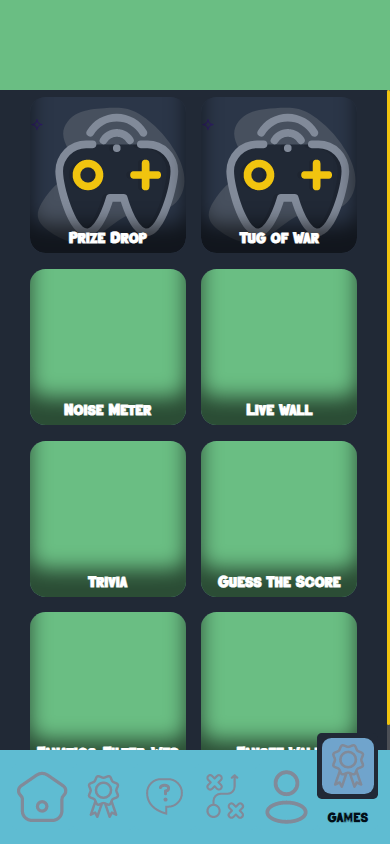 Prize Drop
Tug of War
Noise Meter
Live Wall
Trivia
Guess The Score
GAMES